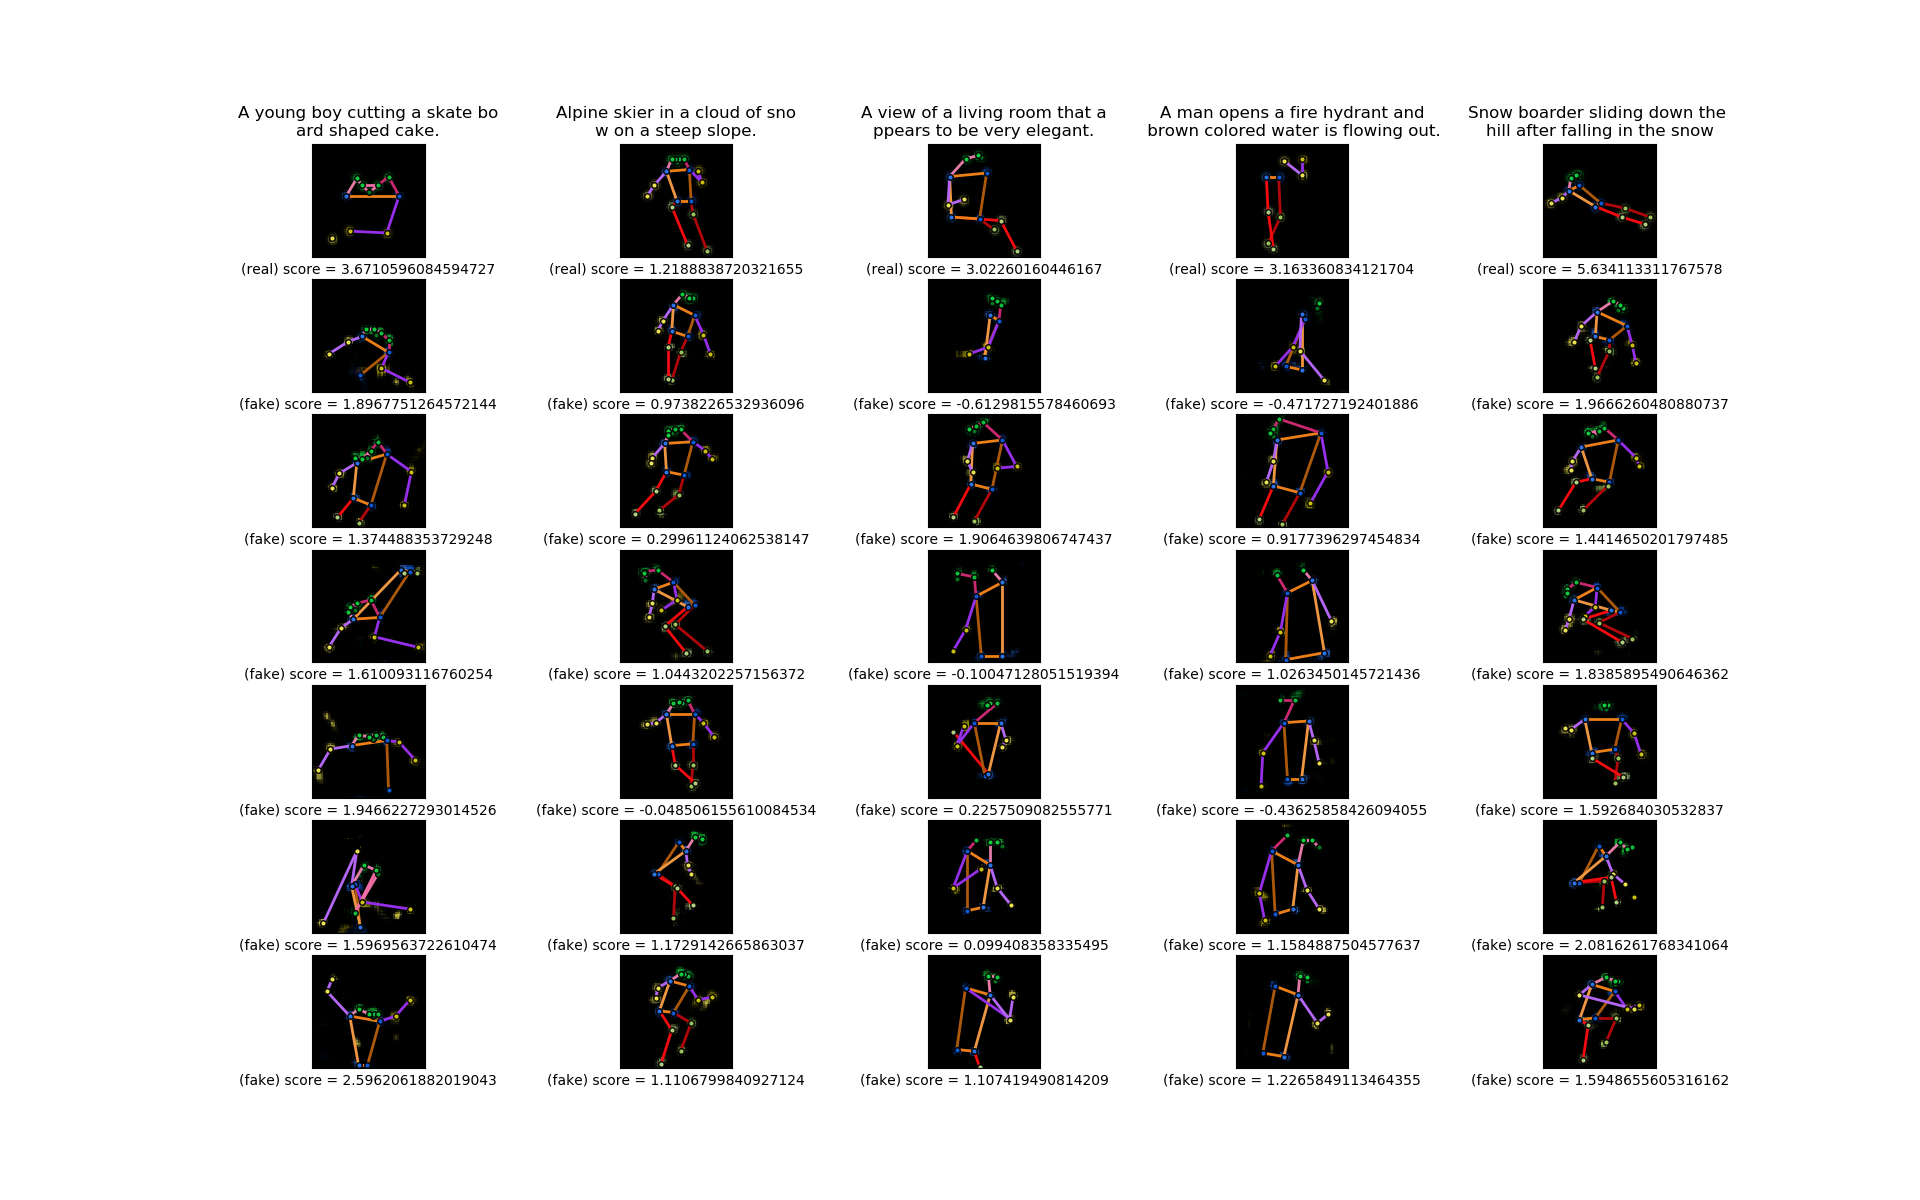 A young boy cutting a skate bo
ard shaped cake.
Alpine skier in a cloud of sno
w on a steep slope.
A view of a living room that a
ppears to be very elegant.
A man opens a fire hydrant and
brown colored water is flowing out.
Snow boarder sliding down the
hill after falling in the snow
(real) score = 3.6710596084594727
(real) score = 1.2188838720321655
(real) score = 3.02260160446167
(real) score = 3.163360834121704
(real) score = 5.634113311767578
(fake) score = 1.8967751264572144
(fake) score = 0.9738226532936096
(fake) score = -0.6129815578460693
(fake) score = -0.471727192401886
(fake) score = 1.9666260480880737
(fake) score = 1.374488353729248
(fake) score = 0.29961124062538147
(fake) score = 1.9064639806747437
(fake) score = 0.9177396297454834
(fake) score = 1.4414650201797485
(fake) score = 1.610093116760254
(fake) score = 1.0443202257156372
(fake) score = -0.10047128051519394
(fake) score = 1.0263450145721436
(fake) score = 1.8385895490646362
(fake) score = 1.9466227293014526
(fake) score = -0.048506155610084534
(fake) score = 0.2257509082555771
(fake) score = -0.43625858426094055
(fake) score = 1.592684030532837
(fake) score = 1.5969563722610474
(fake) score = 1.1729142665863037
(fake) score = 0.099408358335495
(fake) score = 1.1584887504577637
(fake) score = 2.0816261768341064
(fake) score = 2.5962061882019043
(fake) score = 1.1106799840927124
(fake) score = 1.107419490814209
(fake) score = 1.2265849113464355
(fake) score = 1.5948655605316162